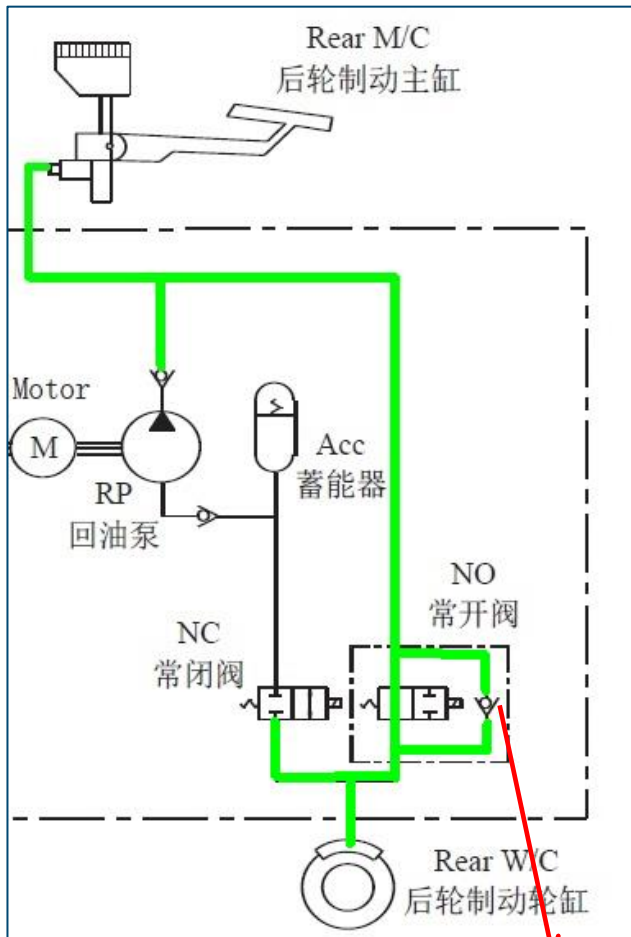 Rear M/C
后轮制动主缸
Motor
M
RP
回油泵
Acc
蓄能器
NO
常开阀
NC
常闭阀
Rear W/C
后轮制动轮缸